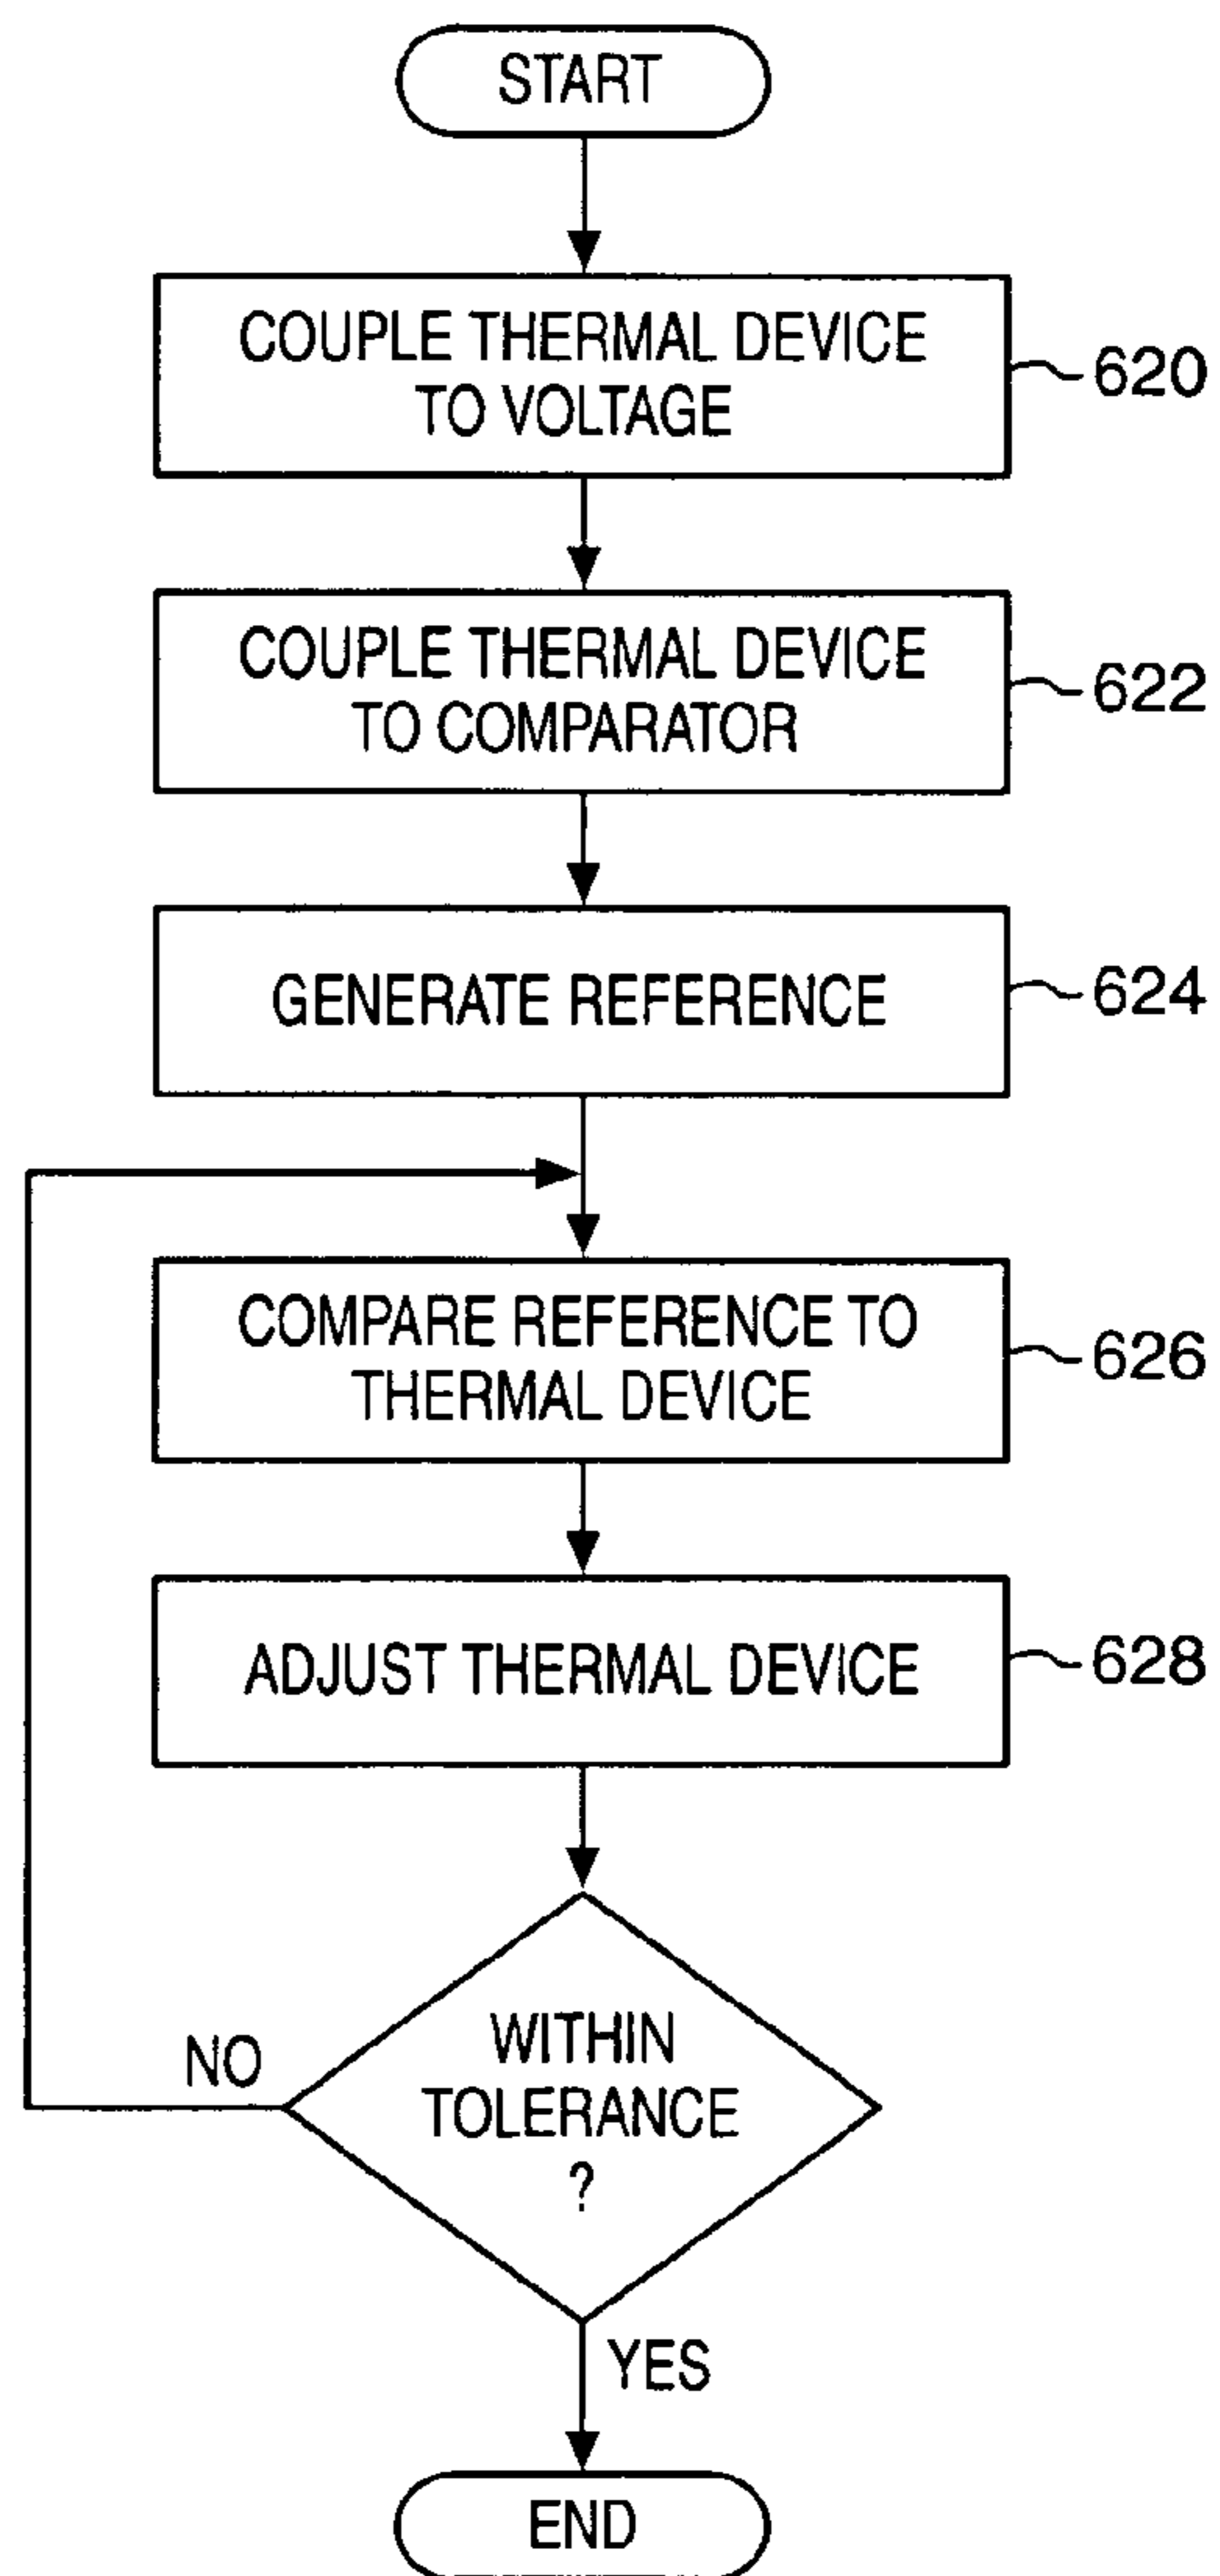 START
COUPLE THERMAL DEVICE
TO VOLTAGE
620
COUPLE THERMAL DEVICE
TO COMPARATOR
622
GENERATE REFERENCE
624
COMPARE REFERENCE TO
THERMAL DEVICE
626
ADJUST THERMAL DEVICE
628
WITHIN
TOLERANCE
?
NO
YES
END